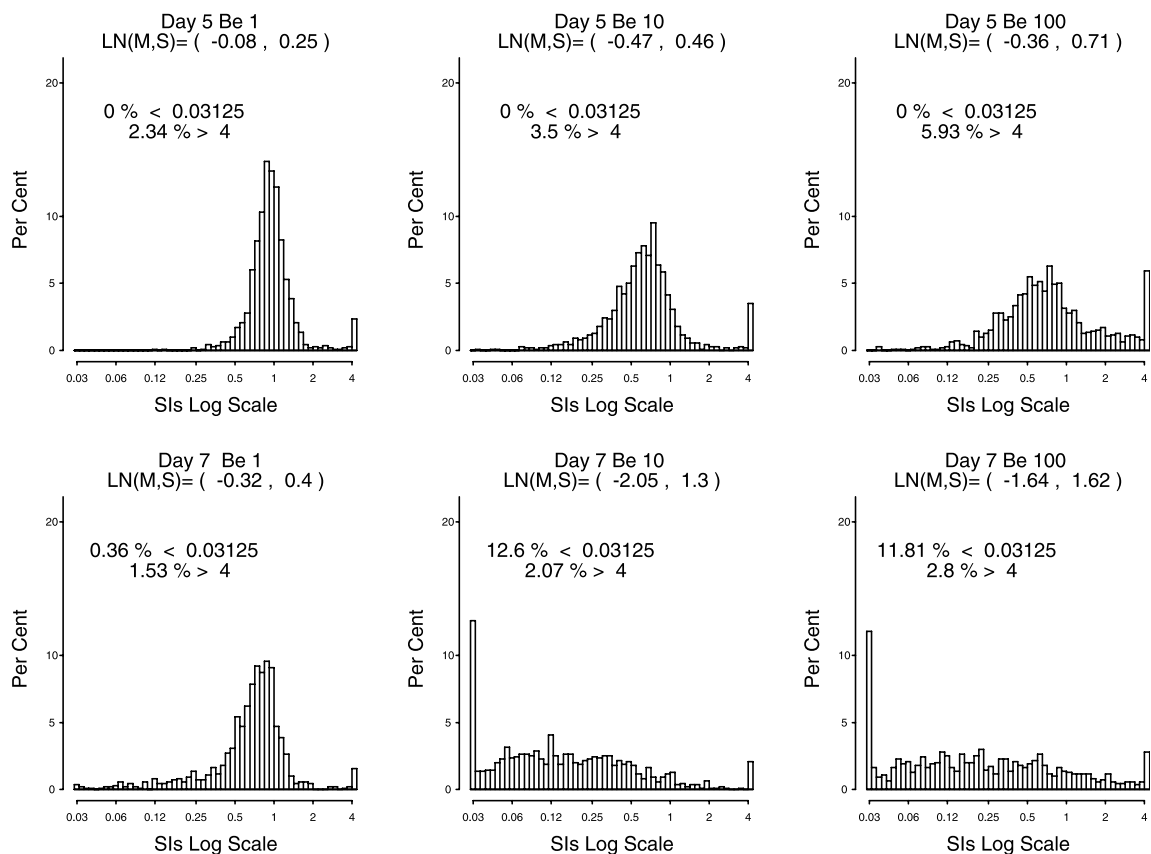 Day 5 Be 1
LN(M,S)= ( -0.08 , 0.25 )
0 % < 0.03125
2.34 % > 4
Per Cent
20
10
5
0
0.03 0.06 0.12 0.25 0.5 1 2 4
SIs Log Scale
Day 5 Be 10
LN(M,S)= ( -0.47 , 0.46 )
0 % < 0.03125
3.5 % > 4
Per Cent
20
10
5
0
0.03 0.06 0.12 0.25 0.5 1 2 4
SIs Log Scale
Day 5 Be 100
LN(M,S)= ( -0.36 , 0.71 )
0 % < 0.03125
5.93 % > 4
Per Cent
20
10
5
0
0.03 0.06 0.12 0.25 0.5 1 2 4
SIs Log Scale
Day 7 Be 1
LN(M,S)= ( -0.32 , 0.4 )
0.36 % < 0.03125
1.53 % > 4
Per Cent
20
10
5
0
0.03 0.06 0.12 0.25 0.5 1 2 4
SIs Log Scale
Day 7 Be 10
LN(M,S)= ( -2.05 , 1.3 )
12.6 % < 0.03125
2.07 % > 4
Per Cent
20
10
5
0
0.03 0.06 0.12 0.25 0.5 1 2 4
SIs Log Scale
Day 7 Be 100
LN(M,S)= ( -1.64 , 1.62 )
11.81 % < 0.03125
2.8 % > 4
Per Cent
20
10
5
0
0.03 0.06 0.12 0.25 0.5 1 2 4
SIs Log Scale